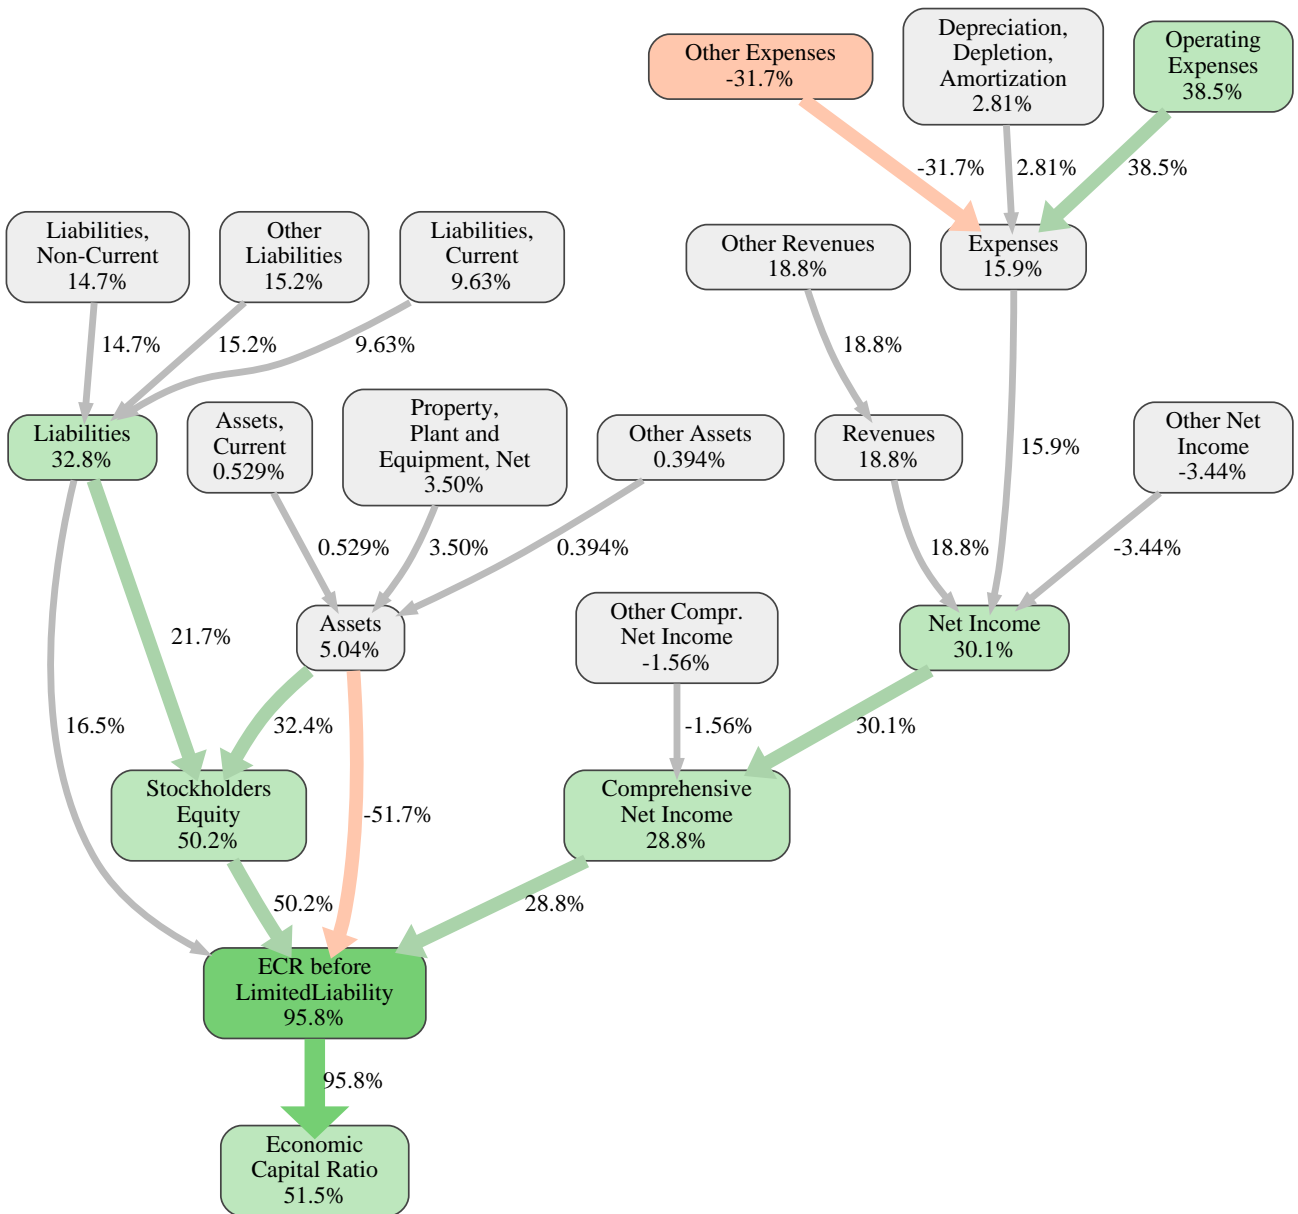 Other Expenses
-31.7%
Depreciation,
Depletion,
Amortization
2.81%
Operating
Expenses
38.5%
-31.7%
2.81%
38.5%
Liabilities,
Non-Current
14.7%
Other
Liabilities
15.2%
Liabilities,
Current
9.63%
Other Revenues
18.8%
Expenses
15.9%
14.7%
15.2%
9.63%
18.8%
Liabilities
32.8%
Assets,
Current
0.529%
Property,
Plant and
Equipment, Net
3.50%
Other Assets
0.394%
Revenues
18.8%
15.9%
Other Net
Income
-3.44%
0.529%
3.50%
0.394%
18.8%
-3.44%
21.7%
Assets
5.04%
Other Compr.
Net Income
-1.56%
Net Income
30.1%
16.5%
32.4%
-1.56%
30.1%
Stockholders
Equity
50.2%
-51.7%
Comprehensive
Net Income
28.8%
50.2%
28.8%
ECR before
LimitedLiability
95.8%
95.8%
Economic
Capital Ratio
51.5%